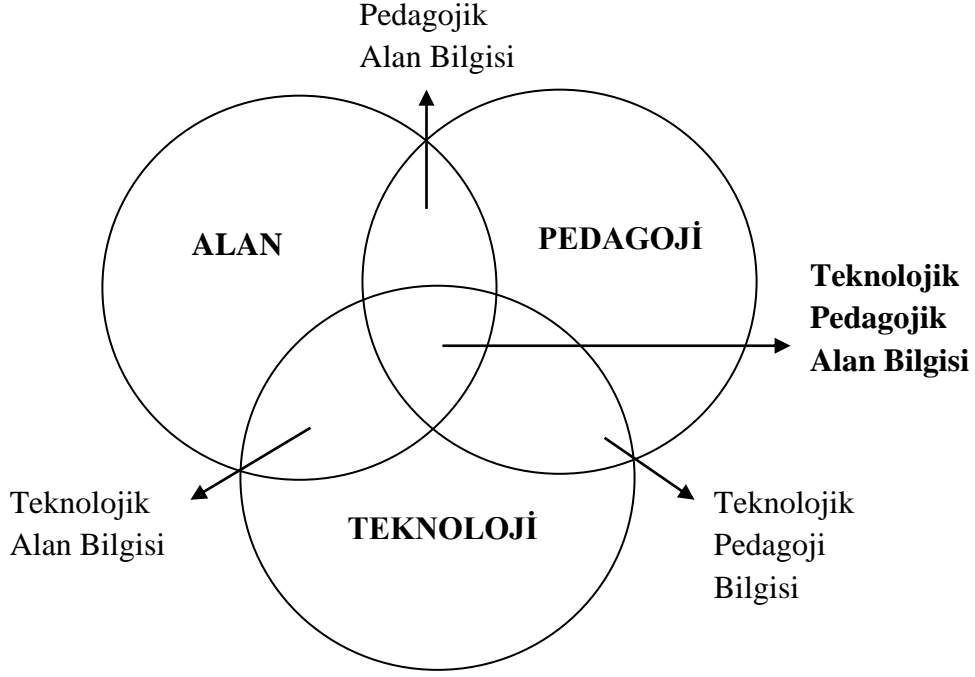 Pedagojik
Alan Bilgisi
ALAN
PEDAGOJİ
Teknolojik
Pedagojik
Alan Bilgisi
Teknolojik
Alan Bilgisi
TEKNOLOJİ
Teknolojik
Pedagoji
Bilgisi